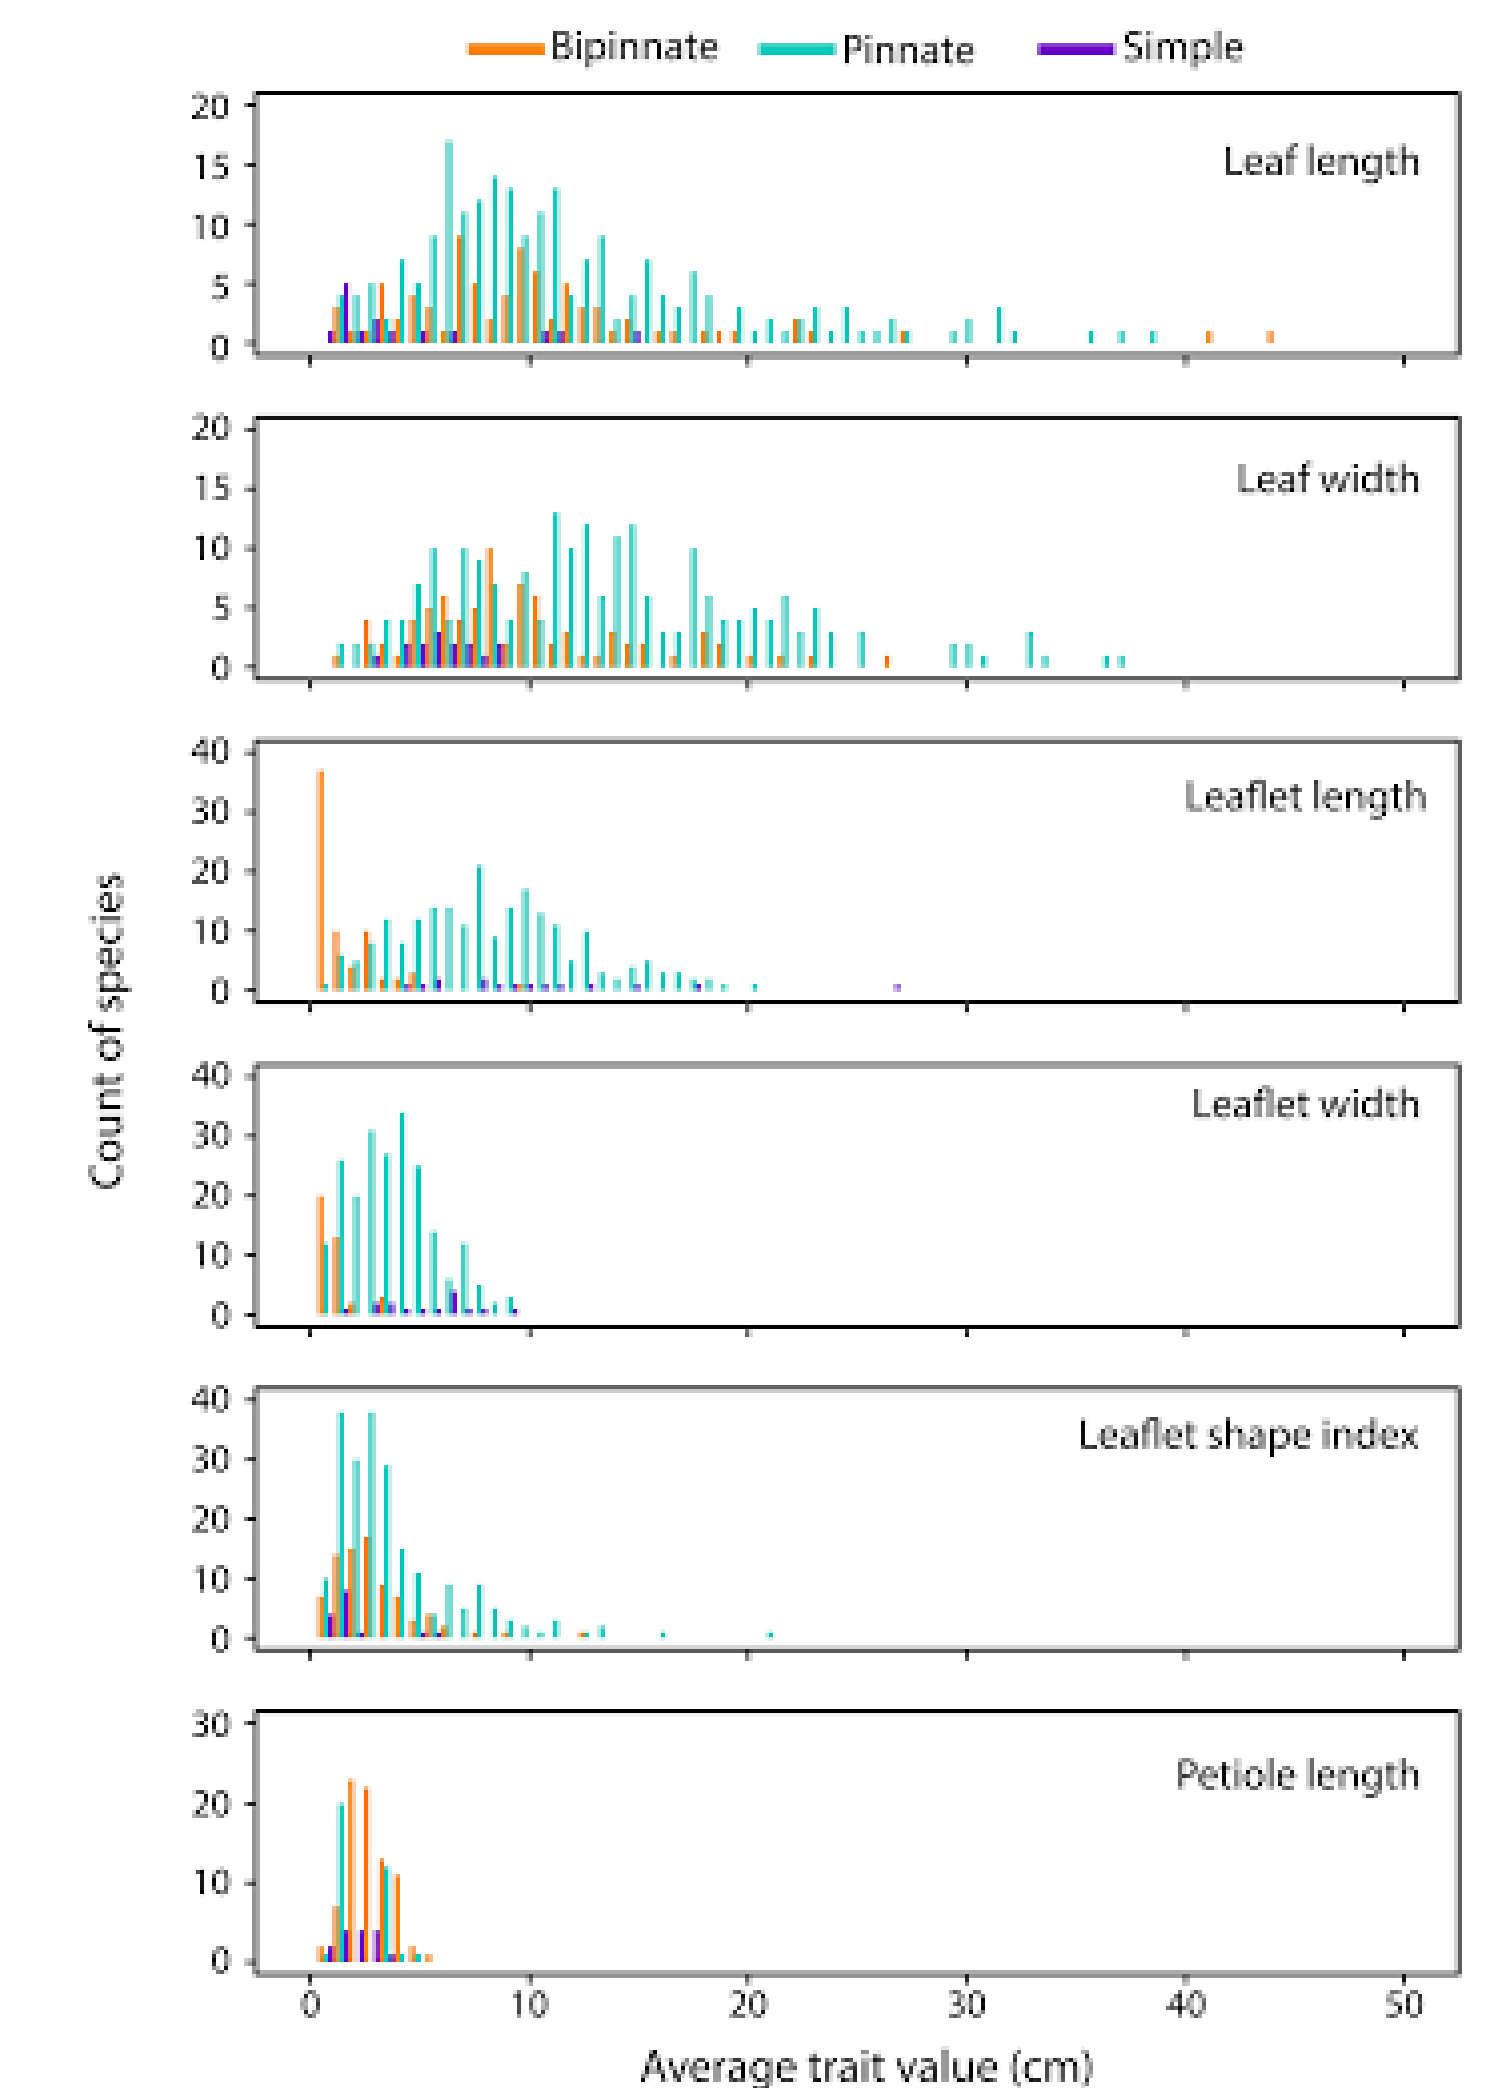 Bipinnate Pinnate Simple
20
15
10
5
0
Leaf length
20
15
10
5
0
Leaf width
40
30
20
10
0
Leaflet length
Count of species
40
30
20
10
0
Leaflet width
40
30
20
10
0
Leaflet shape index
30
20
10
0
Petiole length
0 10 20 30 40 50
Average trait value (cm)